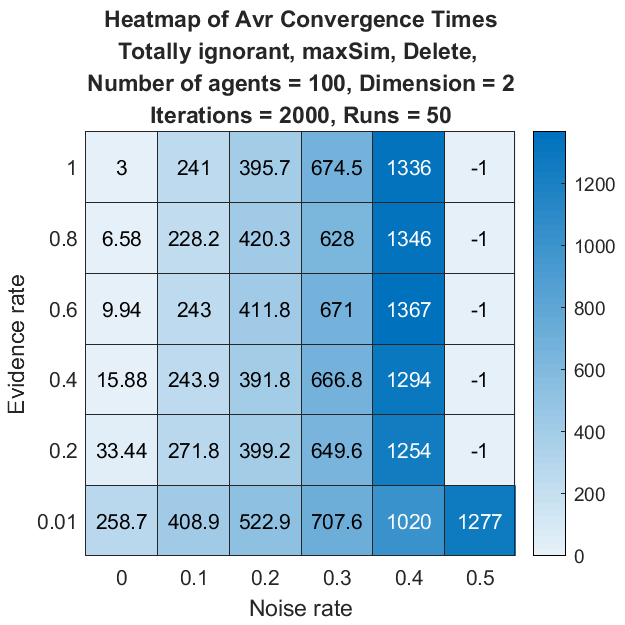 Heatmap of Avr Convergence Times
Totally ignorant, maxSim, Delete,
Number of agents = 100, Dimension = 2
Iterations = 2000, Runs = 50
1 3 241 395.7 674.5 1336 -1
0.8 6.58 228.2 420.3 628 1346 -1
0.6 9.94 243 411.8 671 1367 -1
0.4 15.88 243.9 391.8 666.8 1294 -1
0.2 33.44 271.8 399.2 649.6 1254 -1
0.01 258.7 408.9 522.9 707.6 1020 1277
0 0.1 0.2 0.3 0.4 0.5
Noise rate
Evidence rate
1200
1000
800
600
400
200
0